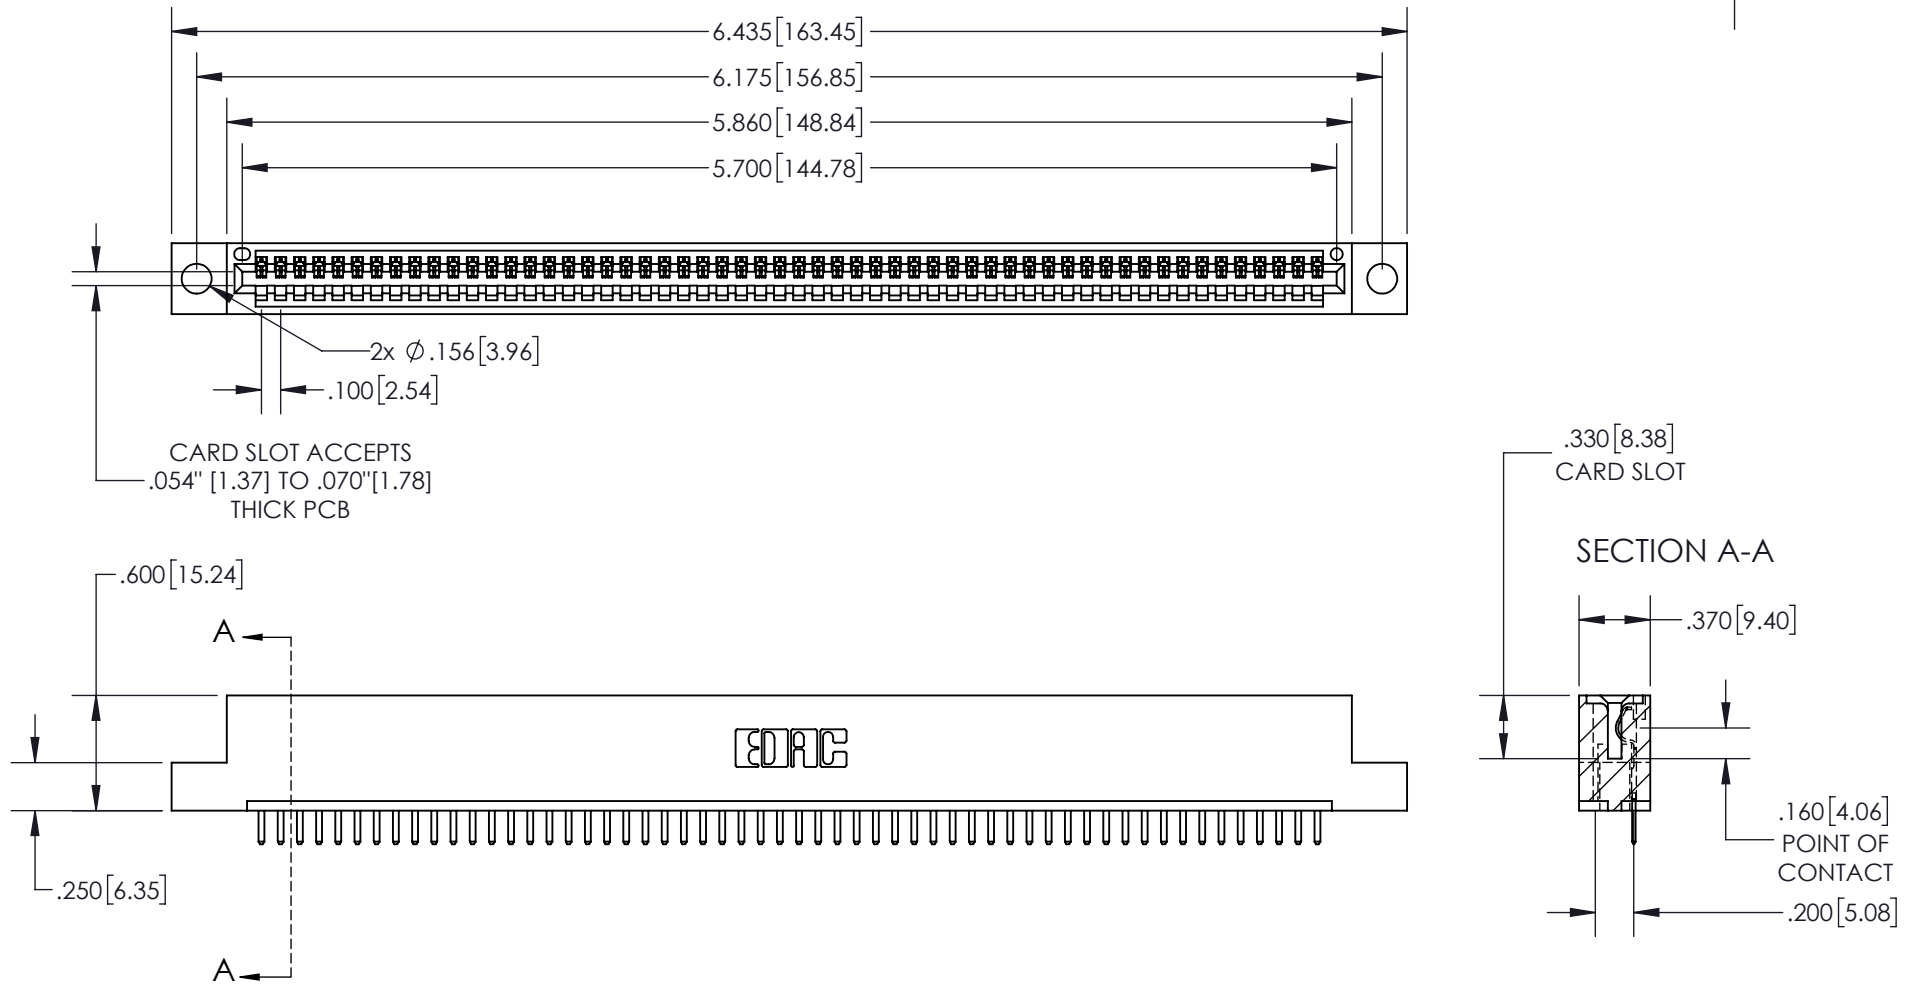 6.435[163.45]
6.175[156.85]
5.860[148.84]
5.700[144.78]
2x Ø.156[3.96]
.100[2.54]
CARD SLOT ACCEPTS
.054" [1.37] TO .070"[1.78]
THICK PCB
.330[8.38]
CARD SLOT
SECTION A-A
.600[15.24]
A
.370[9.40]
EDAC
.160[4.06]
POINT OF
CONTACT
.250[6.35]
.200[5.08]
A